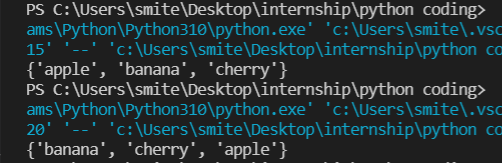 PS C:\Users\smite\Desktop\internship\python coding>
ams\Python\Python310\python.exe' 'c:\Users\smite\.vsc
15' '--' 'c:\Users\smite\Desktop\internship\python co
{'apple', 'banana', 'cherry'}
PS C:\Users\smite\Desktop\internship\python coding>
ams\Python\Python310\python.exe' 'c:\Users\smite\.vsc
20' '--' 'c:\Users\smite\Desktop\internship\python co
{'banana', 'cherry', 'apple'}